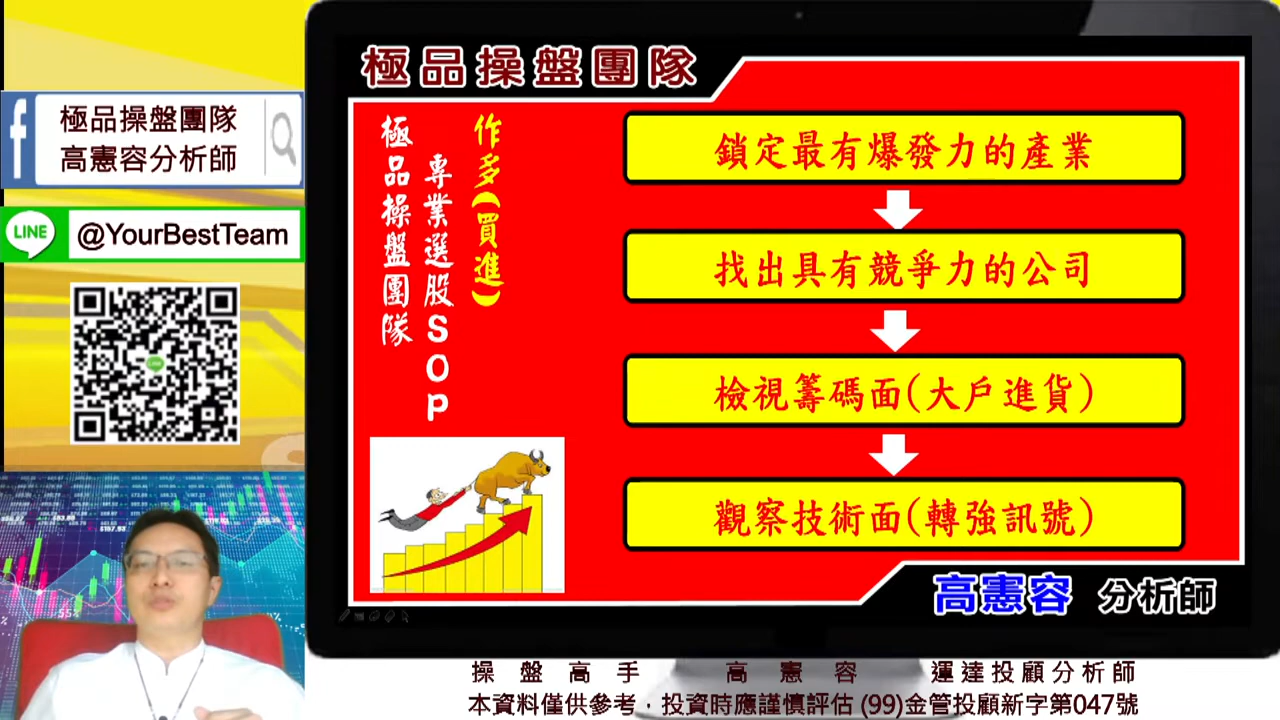 極品操盤團隊
高憲容分析師
LINE
@YourBestTeam
極品操盤團隊
極品操盤團隊
專業選股SOP
作多(買進)
鎖定最有爆發力的產業
找出具有競爭力的公司
檢視籌碼面(大戶進貨)
觀察技術面(轉強訊號)
高憲容 分析師
操盤高手 高憲容 運達投顧分析師
本資料僅供參考，投資時應謹慎評估 (99)金管投顧新字第047號